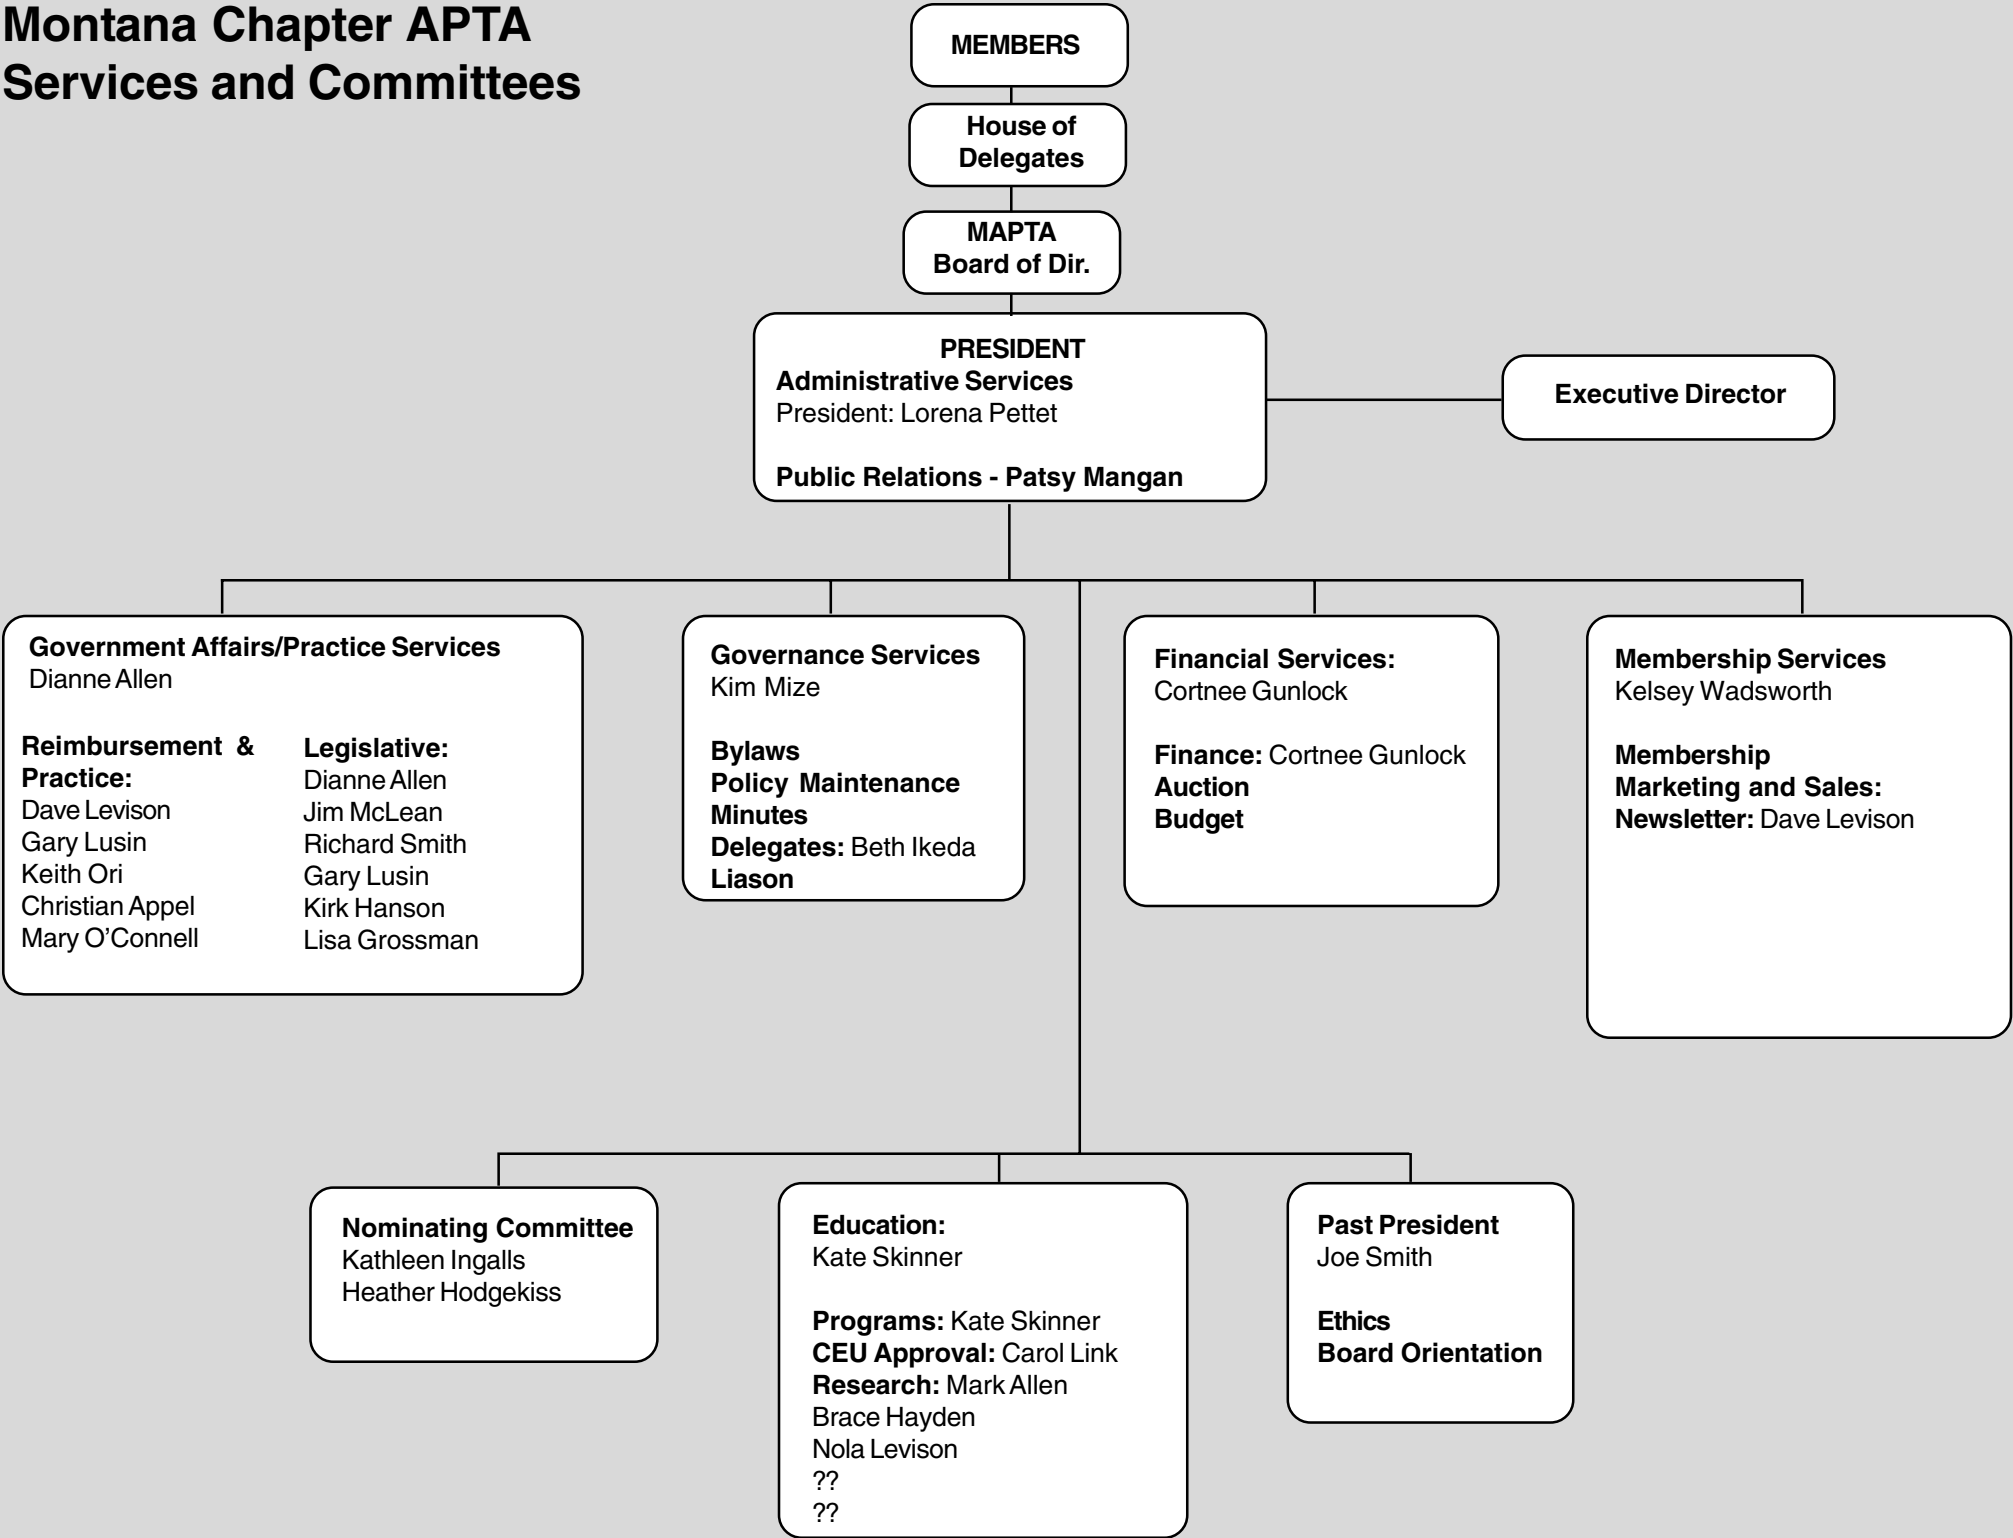 Montana Chapter APTA
Services and Committees
MEMBERS
House of
Delegates
MAPTA
Board of Dir.
PRESIDENT
Administrative Services
President: Lorena Pettet
Public Relations - Patsy Mangan
Executive Director
Government Affairs/Practice Services
Dianne Allen
Reimbursement &
Practice:
Dave Levison
Gary Lusin
Keith Ori
Christian Appel
Mary O’Connell
Legislative:
Dianne Allen
Jim McLean
Richard Smith
Gary Lusin
Kirk Hanson
Lisa Grossman
Governance Services
Kim Mize
Bylaws
Policy Maintenance
Minutes
Delegates: Beth Ikeda
Liason
Financial Services:
Cortnee Gunlock
Finance: Cortnee Gunlock
Auction
Budget
Membership Services
Kelsey Wadsworth
Membership
Marketing and Sales:
Newsletter: Dave Levison
Nominating Committee
Kathleen Ingalls
Heather Hodgekiss
Education:
Kate Skinner
Programs: Kate Skinner
CEU Approval: Carol Link
Research: Mark Allen
Brace Hayden
Nola Levison
??
??
Past President
Joe Smith
Ethics
Board Orientation